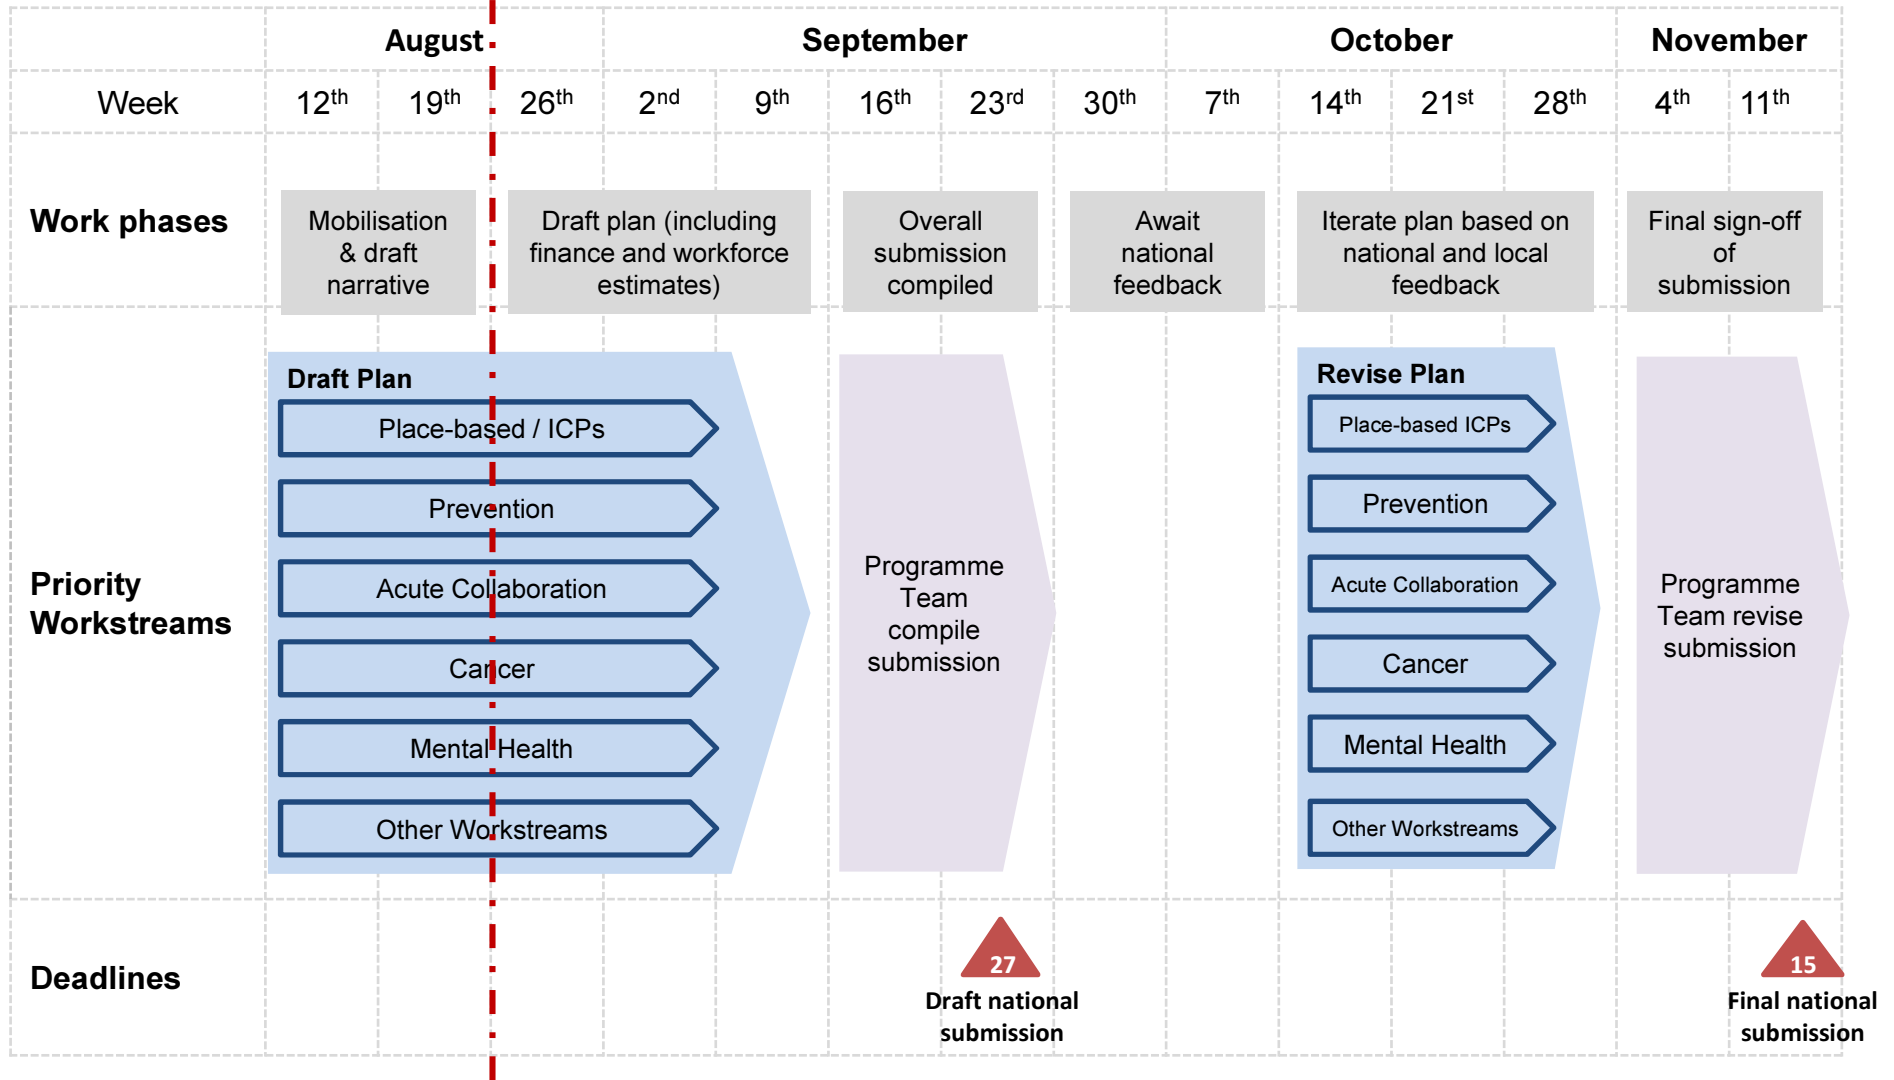 August
September
October
November
Week
12th
19th
26th
2nd
9th
16th
23rd
30th
7th
14th
21st
28th
4th
11th
Work phases
Mobilisation
& draft
narrative
Draft plan (including
finance and workforce
estimates)
Overall
submission
compiled
Await
national
feedback
Iterate plan based on
national and local
feedback
Final sign-off
of
submission
Priority
Workstreams
Draft Plan
Place-based / ICPs
Prevention
Acute Collaboration
Cancer
Mental Health
Other Workstreams
Programme
Team
compile
submission
Revise Plan
Place-based ICPs
Prevention
Acute Collaboration
Cancer
Mental Health
Other Workstreams
Programme
Team revise
submission
Deadlines
27
Draft national
submission
15
Final national
submission